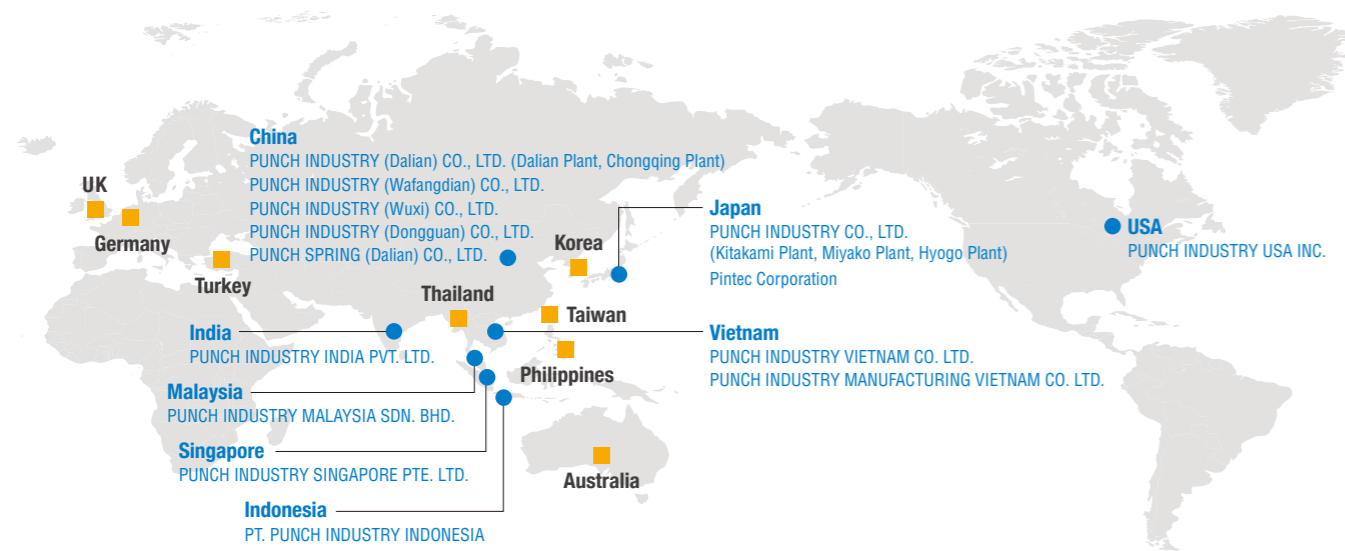 China
PUNCH INDUSTRY (Dalian) CO., LTD. (Dalian Plant, Chongqing Plant)
PUNCH INDUSTRY (Wafangdian) CO., LTD.
PUNCH INDUSTRY (Wuxi) CO., LTD.
PUNCH INDUSTRY (Dongguan) CO., LTD.
PUNCH SPRING (Dalian) CO., LTD.
UK
Germany
Turkey
Korea
Japan
PUNCH INDUSTRY CO., LTD.
(Kitakami Plant, Miyako Plant, Hyogo Plant)
Pintec Corporation
USA
PUNCH INDUSTRY USA INC.
Thailand
Taiwan
India
PUNCH INDUSTRY INDIA PVT. LTD.
Vietnam
PUNCH INDUSTRY VIETNAM CO. LTD.
PUNCH INDUSTRY MANUFACTURING VIETNAM CO. LTD.
Philippines
Malaysia
PUNCH INDUSTRY MALAYSIA SDN. BHD.
Singapore
PUNCH INDUSTRY SINGAPORE PTE. LTD.
Australia
Indonesia
PT. PUNCH INDUSTRY INDONESIA